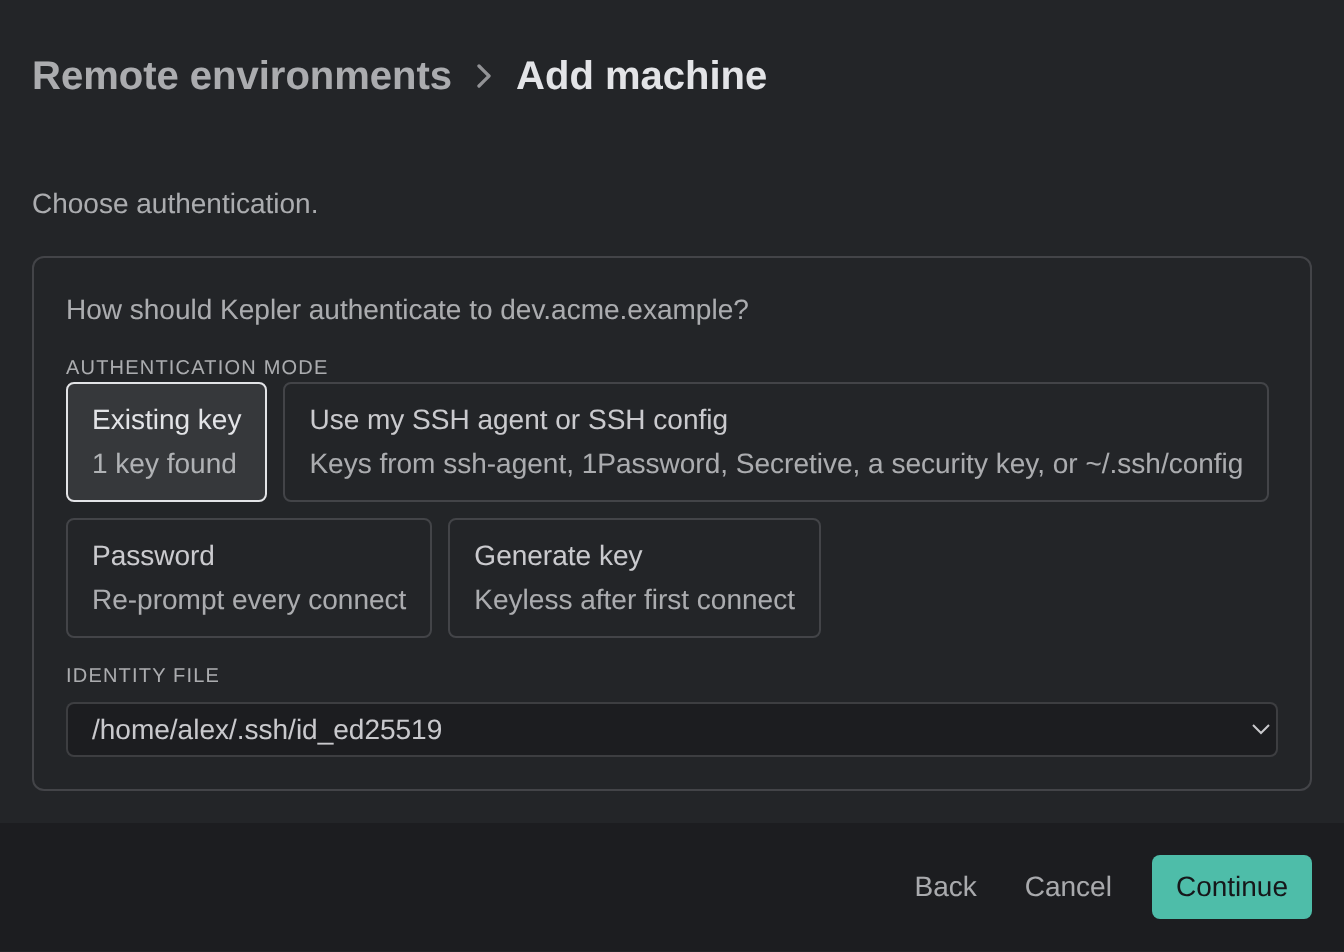 Remote environments > Add machine
Choose authentication.
How should Kepler authenticate to dev.acme.example?
AUTHENTICATION MODE
Existing key
1 key found
Use my SSH agent or SSH config
Keys from ssh-agent, 1Password, Secretive, a security key, or ~/.ssh/config
Password
Re-prompt every connect
Generate key
Keyless after first connect
IDENTITY FILE
/home/alex/.ssh/id_ed25519
Back Cancel Continue